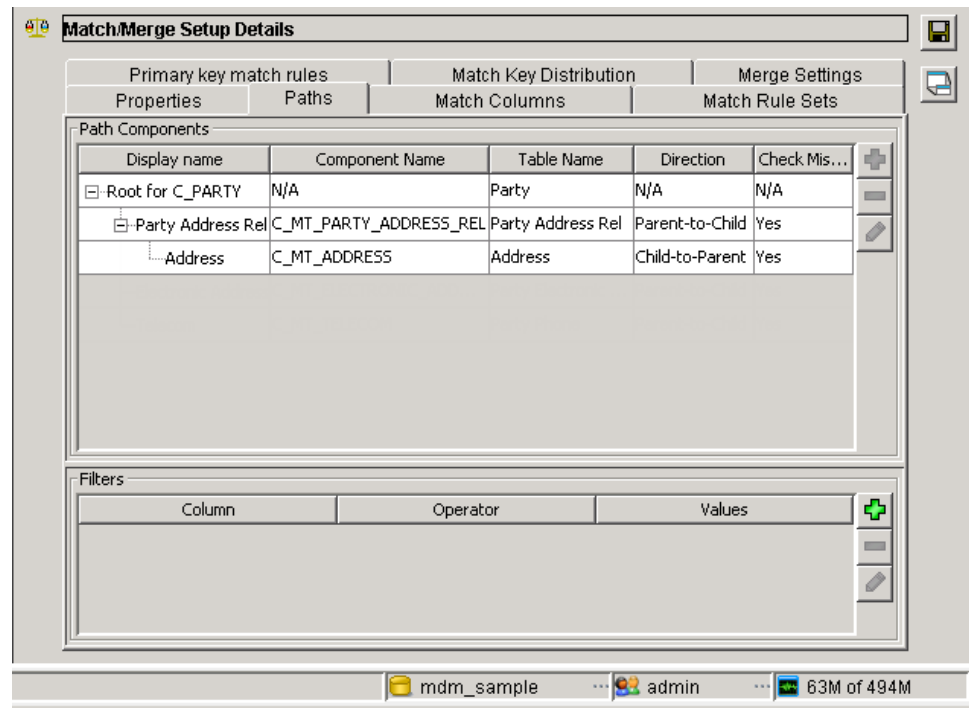 Match/Merge Setup Details
Primary key match rules Match Key Distribution Merge Settings
Properties Paths Match Columns Match Rule Sets
Path Components
Display name Component Name Table Name Direction Check Mis...
Root for C_PARTY N/A Party N/A N/A
Party Address Rel C_MT_PARTY_ADDRESS_REL Party Address Rel Parent-to-Child Yes
Address C_MT_ADDRESS Address Child-to-Parent Yes
Filters
Column Operator Values
mdm_sample ... admin ... 63M of 494M